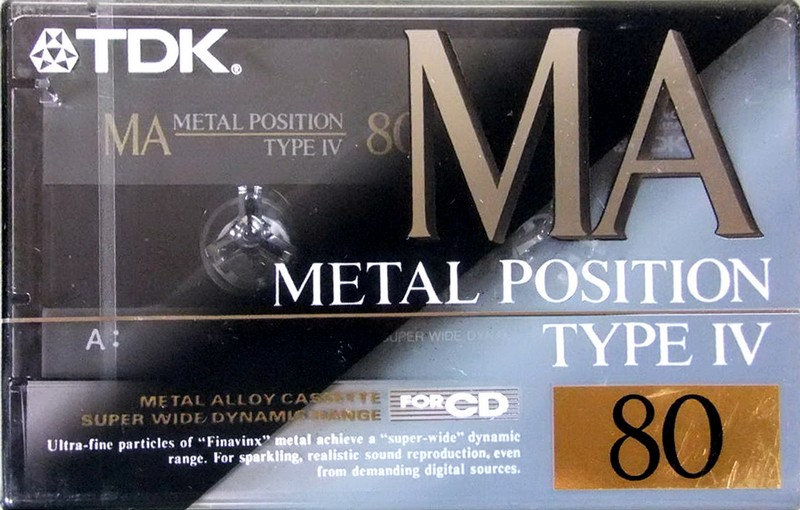 TDK®
MA
MA METAL POSITION
TYPE IV
80
METAL POSITION
TYPE IV
A:
SUPER WIDE
METAL ALLOY CASSETTE
SUPER WIDE DYNAMIC RANGE
FOR CD
80
Ultra-fine particles of "Finavinx" metal achieve a "super-wide" dynamic
range. For sparkling, realistic sound reproduction, even
from demanding digital sources.